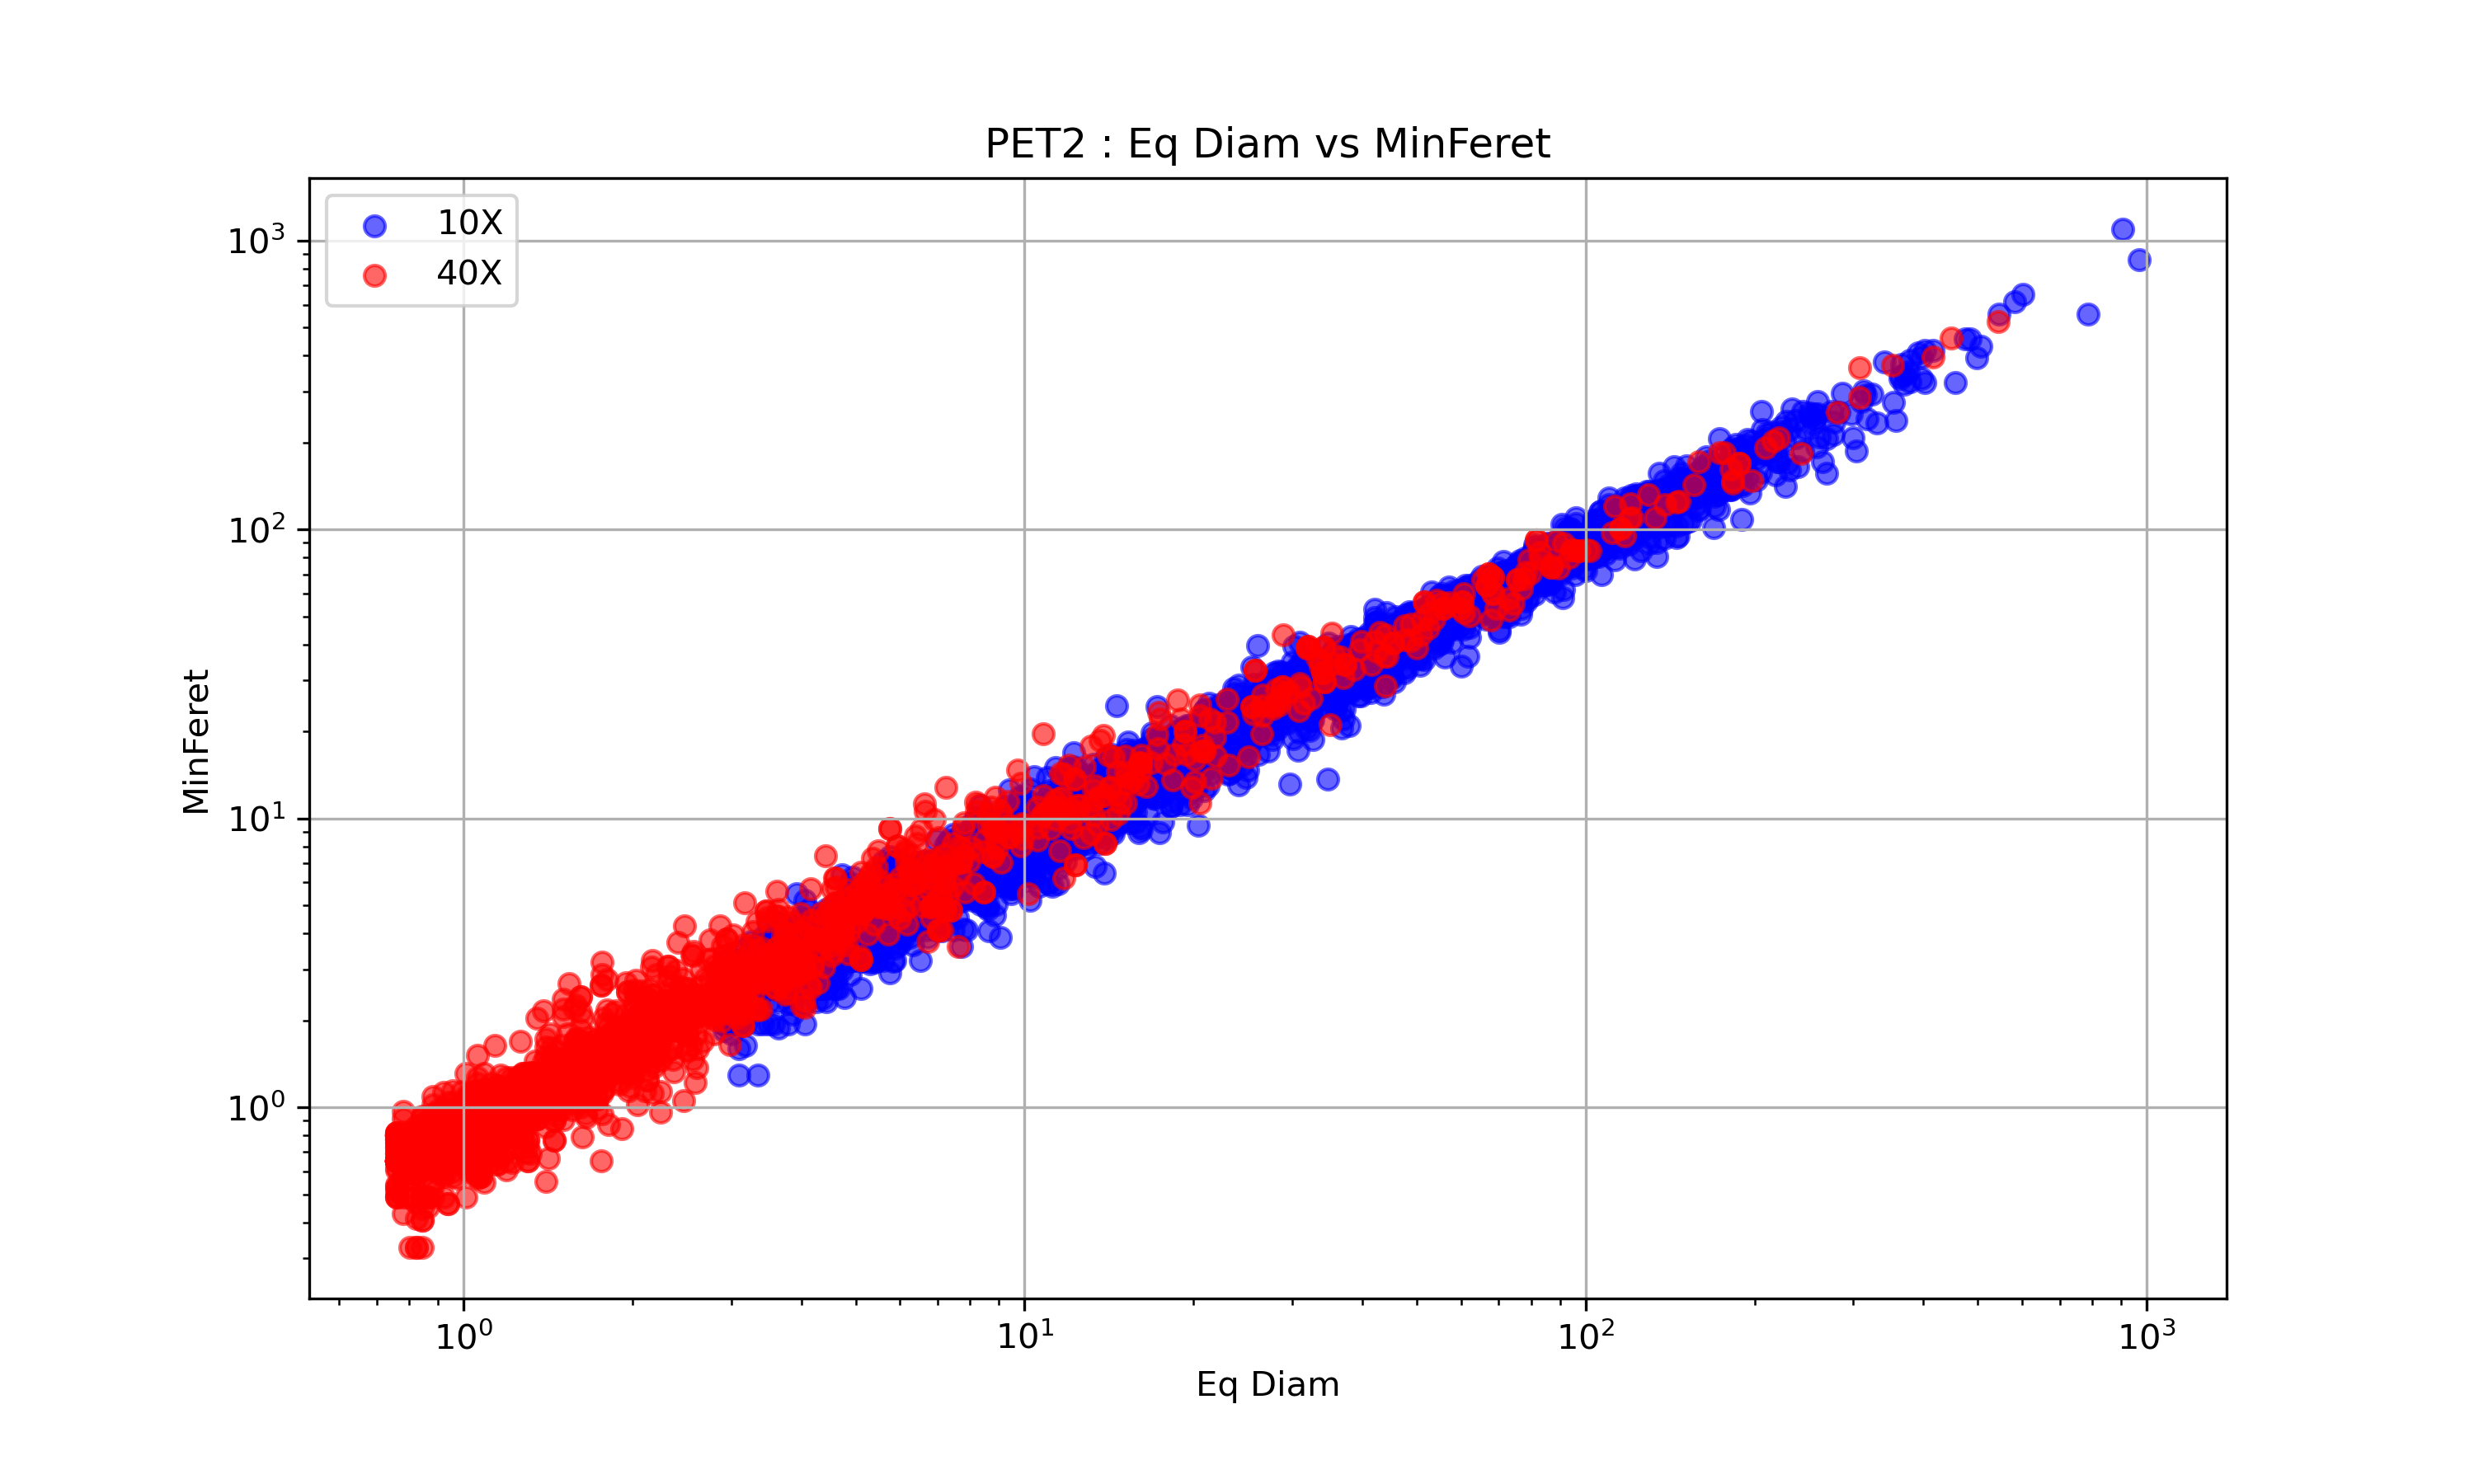 PET2 : Eq Diam vs MinFeret
10X
40X
10³
10²
10¹
10⁰
MinFeret
10⁰ 10¹ 10² 10³
Eq Diam